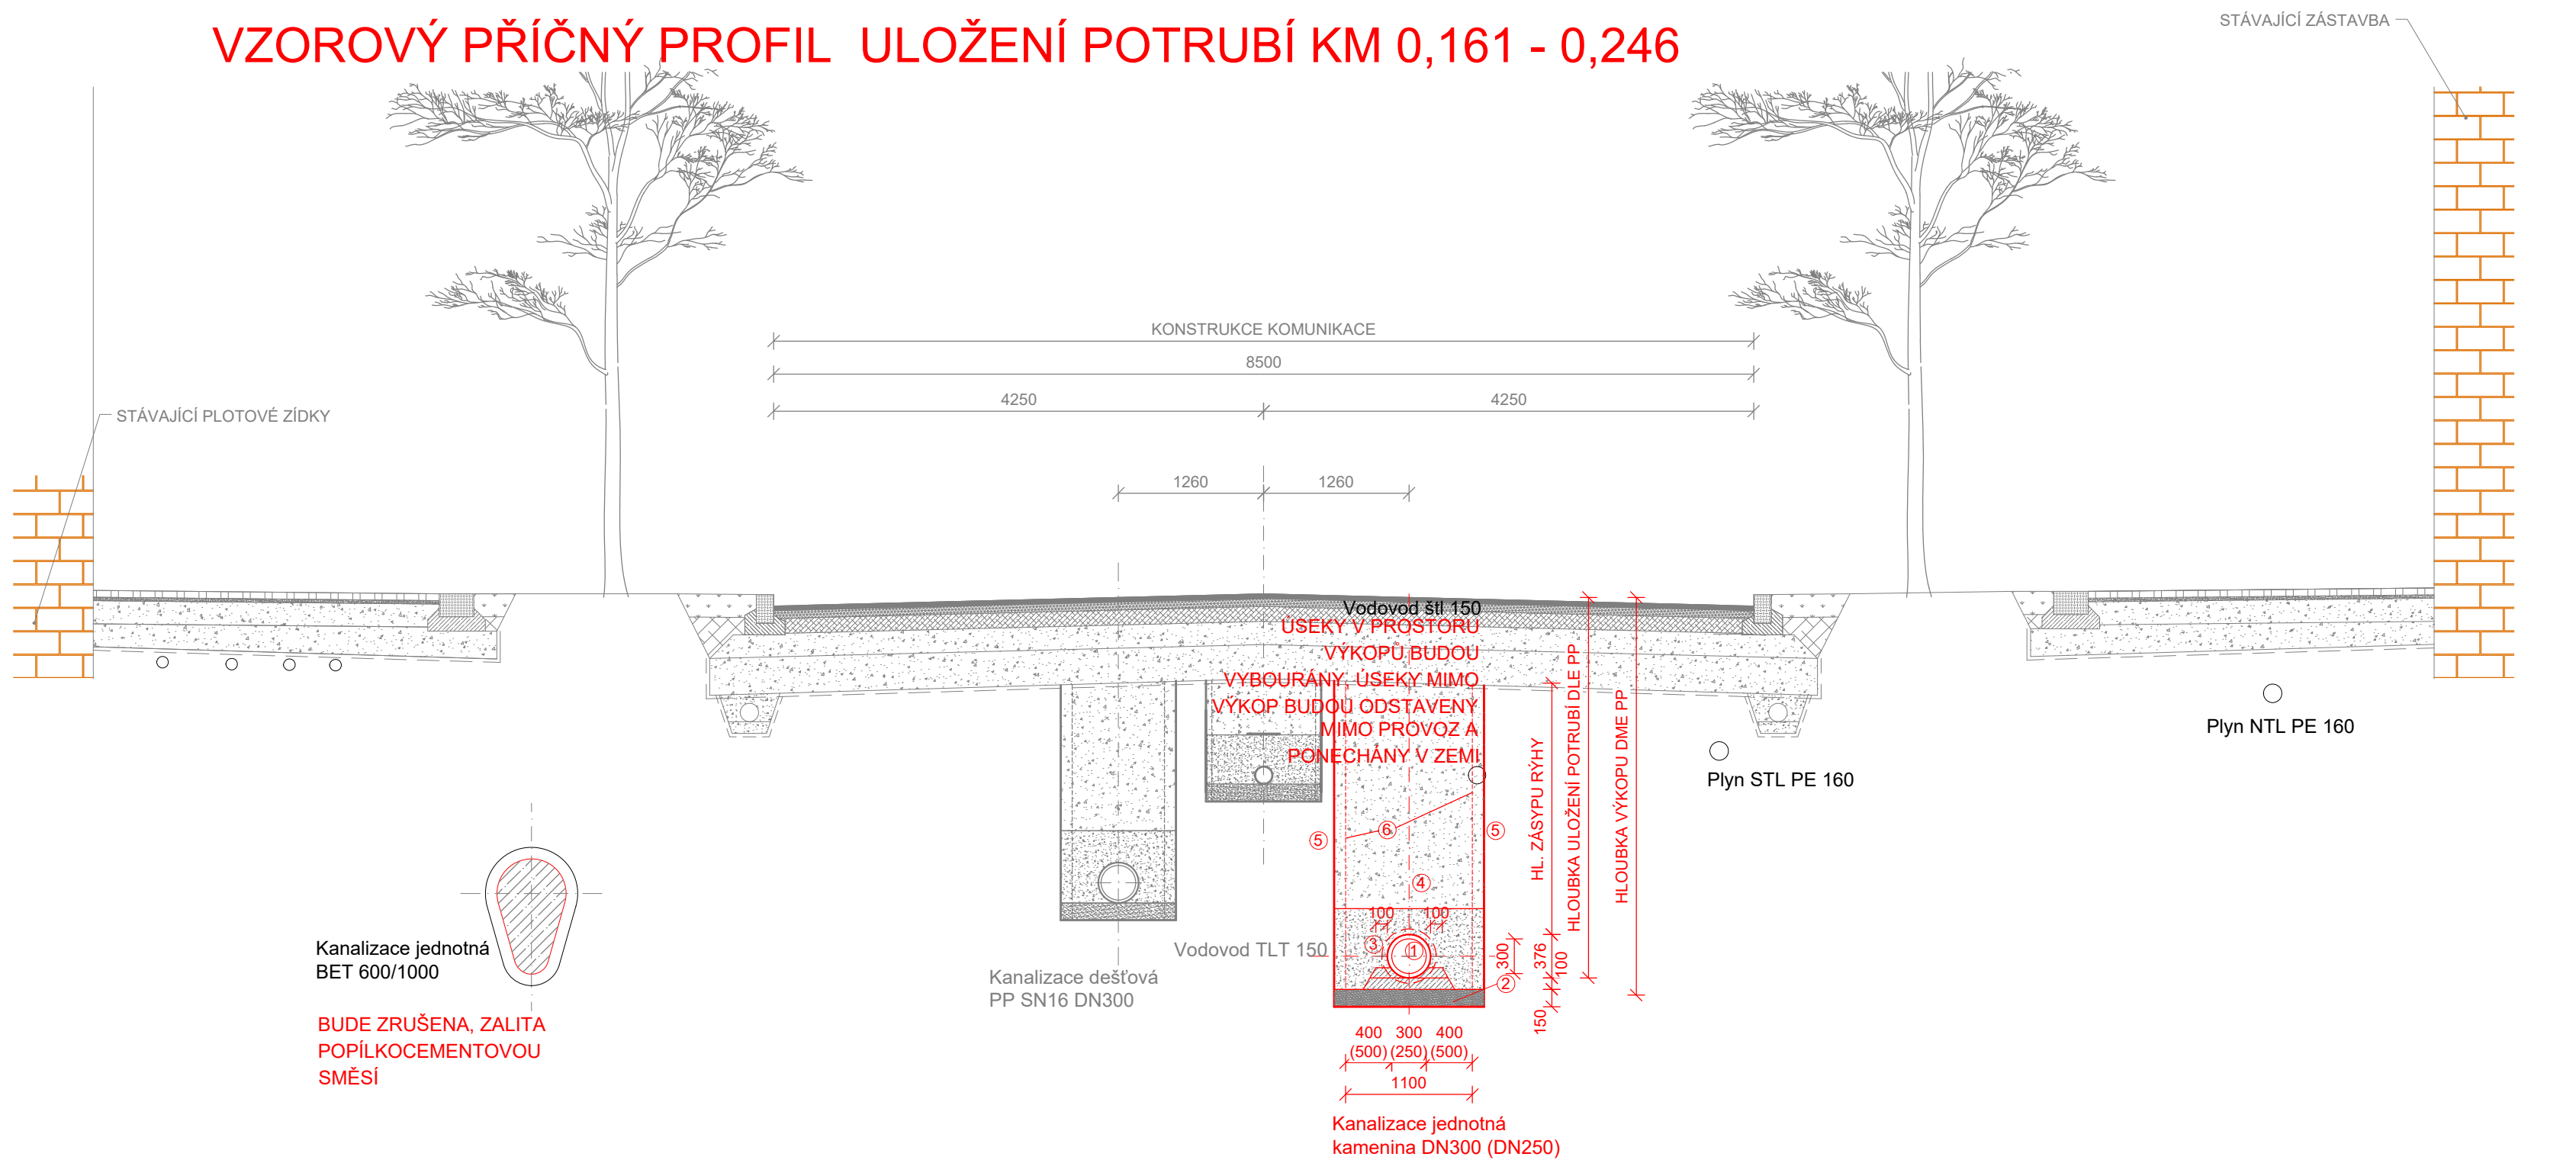 VZOROVÝ PŘÍČNÝ PROFIL ULOŽENÍ POTRUBÍ KM 0,161 - 0,246
STÁVAJÍCÍ ZÁSTAVBA
KONSTRUKCE KOMUNIKACE
8500
4250
4250
STÁVAJÍCÍ PLOTOVÉ ZÍDKY
1260
1260
Vodovod štl 150
ÚSEKY V PROSTORU
VÝKOPU BUDOU
VYBOURÁNY, ÚSEKY MIMO
VÝKOP BUDOU ODSTAVENY
MIMO PROVOZ A
PONECHÁNY V ZEMI
HL. ZÁSYPU RÝHY
HLOUBKA ULOŽENÍ POTRUBÍ DLE PP
HLOUBKA VÝKOPU DME PP
Plyn STL PE 160
Plyn NTL PE 160
5
6
5
4
100
100
3
1
2
300
376
100
150
Kanalizace jednotná
BET 600/1000
BUDE ZRUŠENA, ZALITA
POPÍLKOCEMENTOVOU
SMĚSÍ
Vodovod TLT 150
Kanalizace dešťová
PP SN16 DN300
400 300 400
(500) (250) (500)
1100
Kanalizace jednotná
kamenina DN300 (DN250)